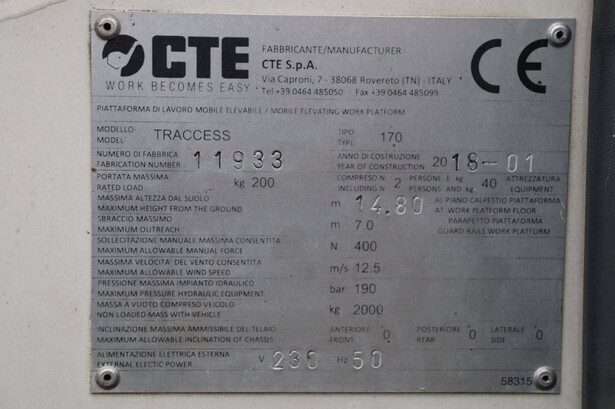 CTE
WORK BECOMES EASY
FABBRICANTE/MANUFACTURER
CTE S.p.A.
Via Caproni, 7 - 38068 Rovereto (TN) - ITALY
Tel +39 0464 485050 - Fax +39 0464 485099
CE
PIATTAFORMA DI LAVORO MOBILE ELEVABILE / MOBILE ELEVATING WORK PLATFORM
MODELLO: TRACCESS TIPO 170
MODEL: TYPE
NUMERO DI FABBRICA 11933 ANNO DI COSTRUZIONE 2018-01
FABRICATION NUMBER YEAR OF CONSTRUCTION
PORTATA MASSIMA kg 200 COMPRESO N 2 PERSONE E kg 40 ATTREZZATURA
RATED LOAD INCLUDING N PERSONS AND kg EQUIPMENT
MASSIMA ALTEZZA DAL SUOLO m 14.80 AL PIANO CALPESTIO PIATTAFORMA
MAXIMUM HEIGHT FROM THE GROUND AT WORK PLATFORM FLOOR
SBRACCIO MASSIMO m 7.0 PARAPETTO PIATTAFORMA
MAXIMUM OUTREACH: GUARD-RAILS WORK PLATFORM
SOLLECITAZIONE MANUALE MASSIMA CONSENTITA N 400
MAXIMUM ALLOWABLE MANUAL FORCE
MASSIMA VELOCITA' DEL VENTO CONSENTITA m/s 12.5
MAXIMUM ALLOWABLE WIND SPEED
PRESSIONE MASSIMA IMPIANTO IDRAULICO bar 190
MAXIMUM PRESSURE HYDRAULIC EQUIPMENT
MASSA A VUOTO COMPRESO VEICOLO kg 2000
NON LOADED MASS WITH VEHICLE
INCLINAZIONE MASSIMA AMMISSIBILE DEL TELAIO: ANTERIORE 0 POSTERIORE 0 LATERALE 0
MAXIMUM ALLOWABLE INCLINATION OF CHASSIS: FRONT REAR SIDE
ALIMENTAZIONE ELETTRICA ESTERNA V 230 Hz 50
EXTERNAL ELECTIC POWER
58315